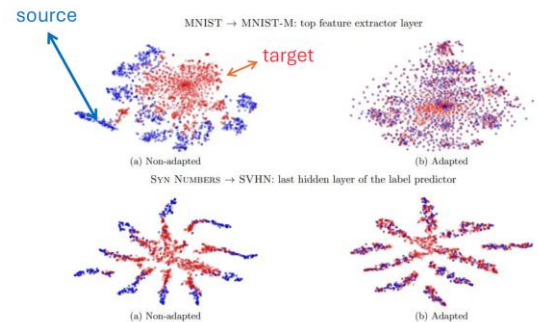 source
MNIST → MNIST-M: top feature extractor layer
target
(a) Non-adapted
(b) Adapted
SYN NUMBERS → SVHN: last hidden layer of the label predictor
(a) Non-adapted
(b) Adapted